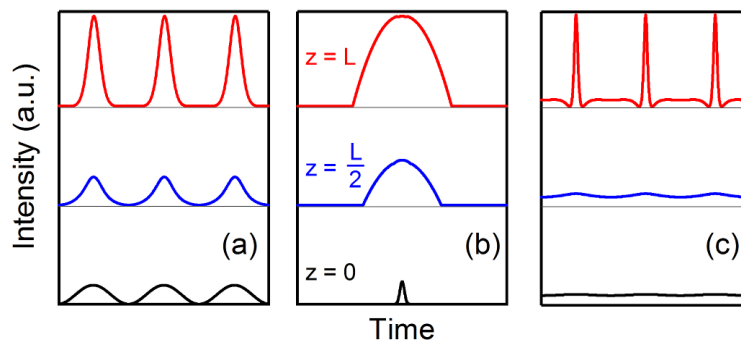 Intensity (a.u.)
z = L
z = L/2
z = 0
(a)
(b)
(c)
Time